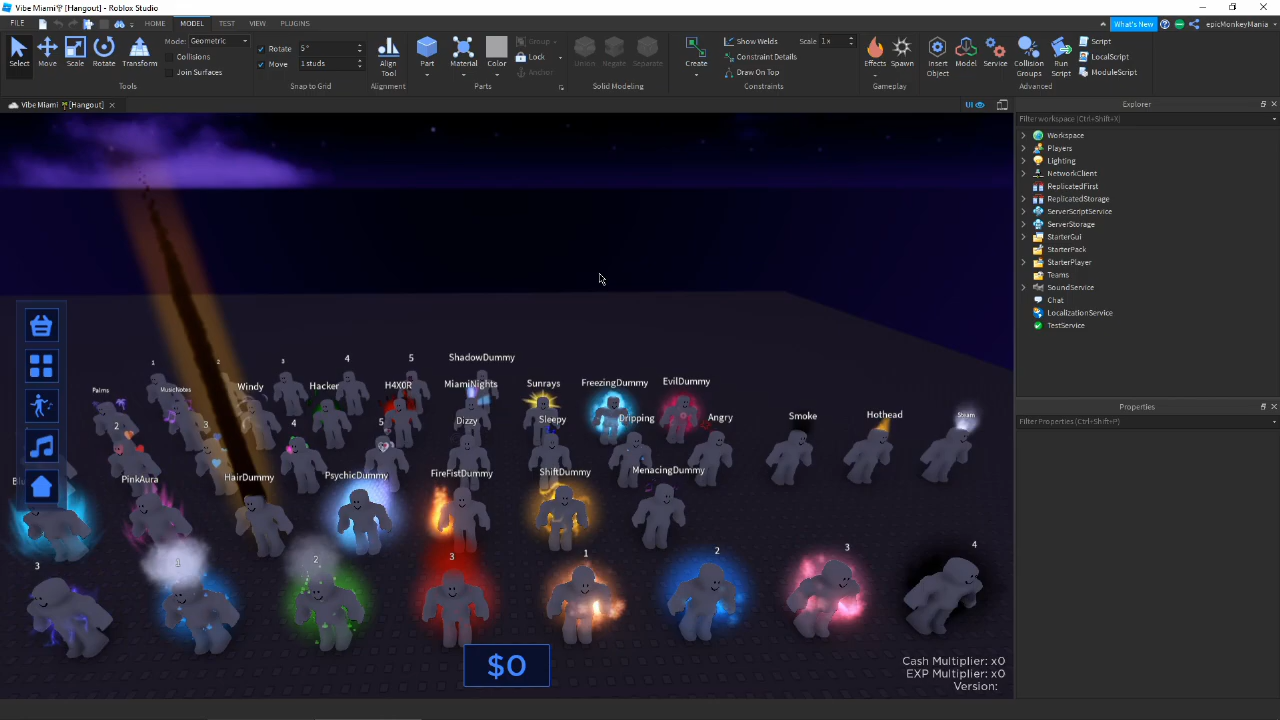 Vibe Miami🌴[Hangout] - Roblox Studio
FILE HOME MODEL TEST VIEW PLUGINS What's New epicMonkeyMania
Select Move Scale Rotate Transform
Mode: Geometric
Collisions
Join Surfaces
Tools
Rotate 5 °
Move 1 studs
Snap to Grid
Align Tool
Alignment
Part Material Color
Group
Lock
Anchor
Parts
Union Negate Separate
Solid Modeling
Create
Show Welds
Constraint Details
Draw On Top
Scale 1 x
Constraints
Effects Spawn
Gameplay
Insert Object Model Service Collision Groups Run Script
Script
LocalScript
ModuleScript
Advanced
Vibe Miami 🌴[Hangout]
UI
Explorer
Filter workspace (Ctrl+Shift+X)
Workspace
Players
Lighting
NetworkClient
ReplicatedFirst
ReplicatedStorage
ServerScriptService
ServerStorage
StarterGui
StarterPack
StarterPlayer
Teams
SoundService
Chat
LocalizationService
TestService
Properties
Filter Properties (Ctrl+Shift+P)
1 2 3 4 5 ShadowDummy
Palms MusicNotes Windy Hacker H4X0R MiamiNights Sunrays FreezingDummy EvilDummy
2 3 4 5 Dizzy Sleepy Dripping Angry Smoke Hothead Steam
Blu PinkAura HairDummy PsychicDummy FireFistDummy ShiftDummy MenacingDummy
3 1 2 3 1 2 3 4
$0
Cash Multiplier: x0
EXP Multiplier: x0
Version: